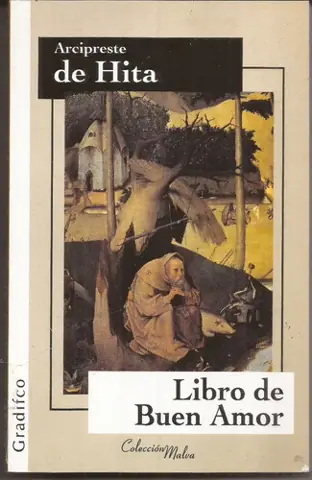 Arcipreste
de Hita
Libro de
Buen Amor
Colección Malva
Gradifco